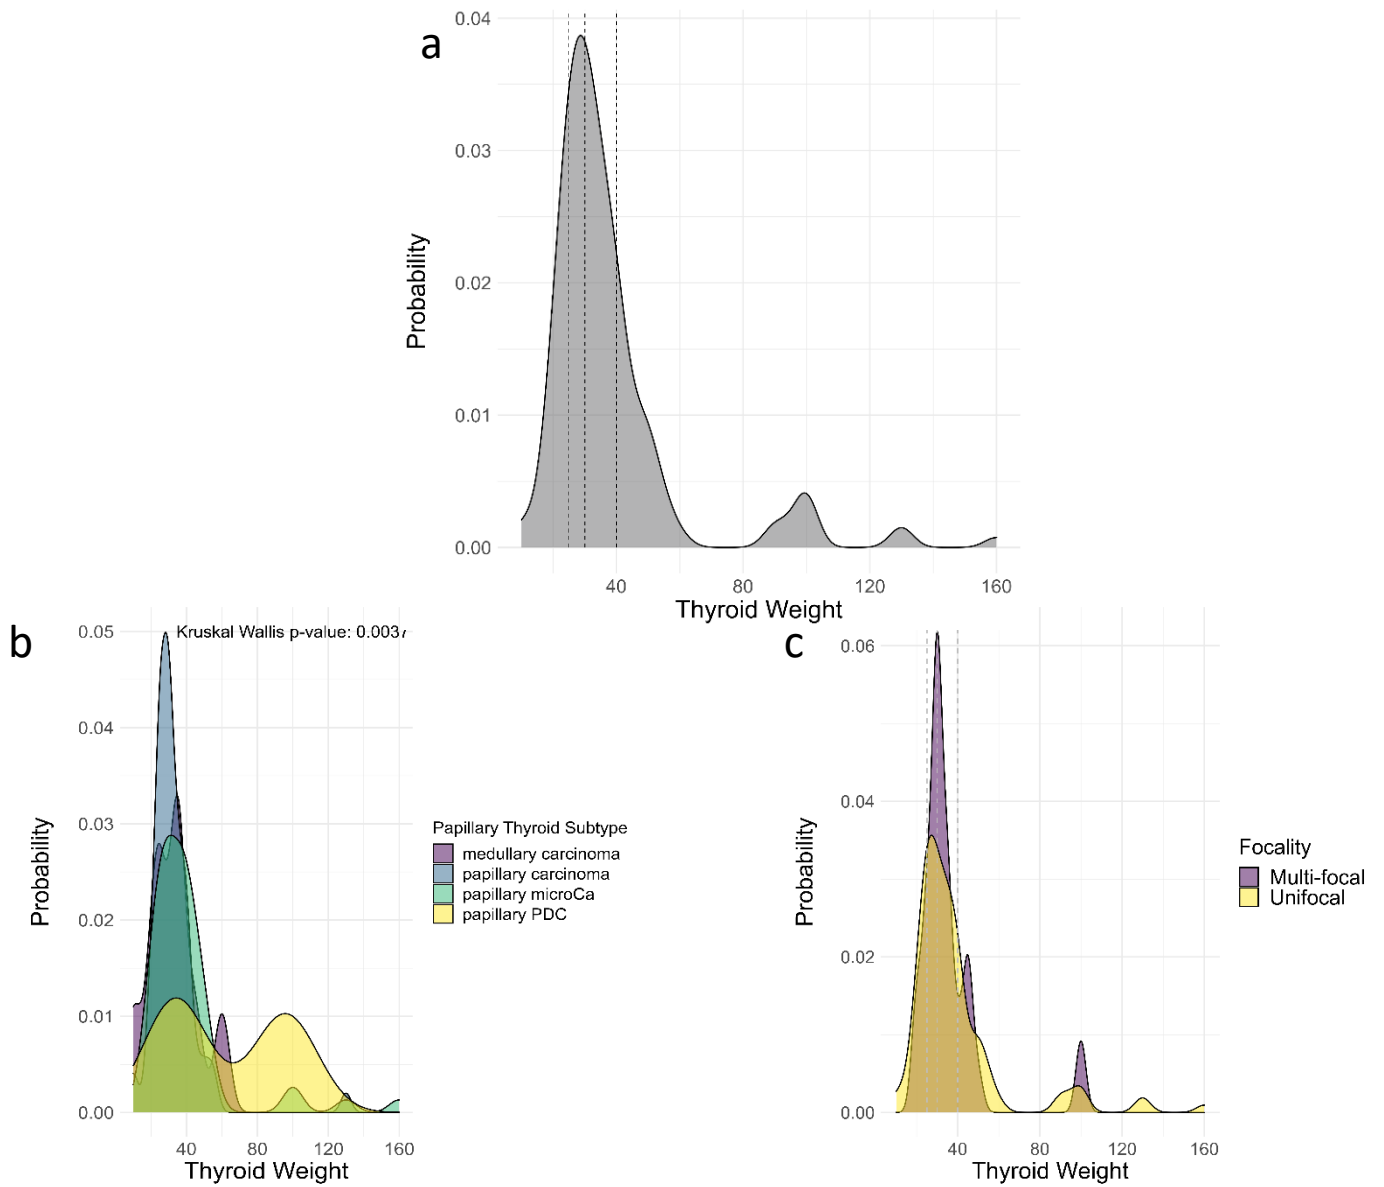 a
0.04
0.03
0.02
0.01
0.00
Probability
40 80 120 160
Thyroid Weight
b
Kruskal Wallis p-value: 0.003
0.05
0.04
0.03
0.02
0.01
0.00
Probability
40 80 120 160
Thyroid Weight
Papillary Thyroid Subtype
medullary carcinoma
papillary carcinoma
papillary microCa
papillary PDC
c
0.06
0.04
0.02
0.00
Probability
40 80 120 160
Thyroid Weight
Focality
Multi-focal
Unifocal